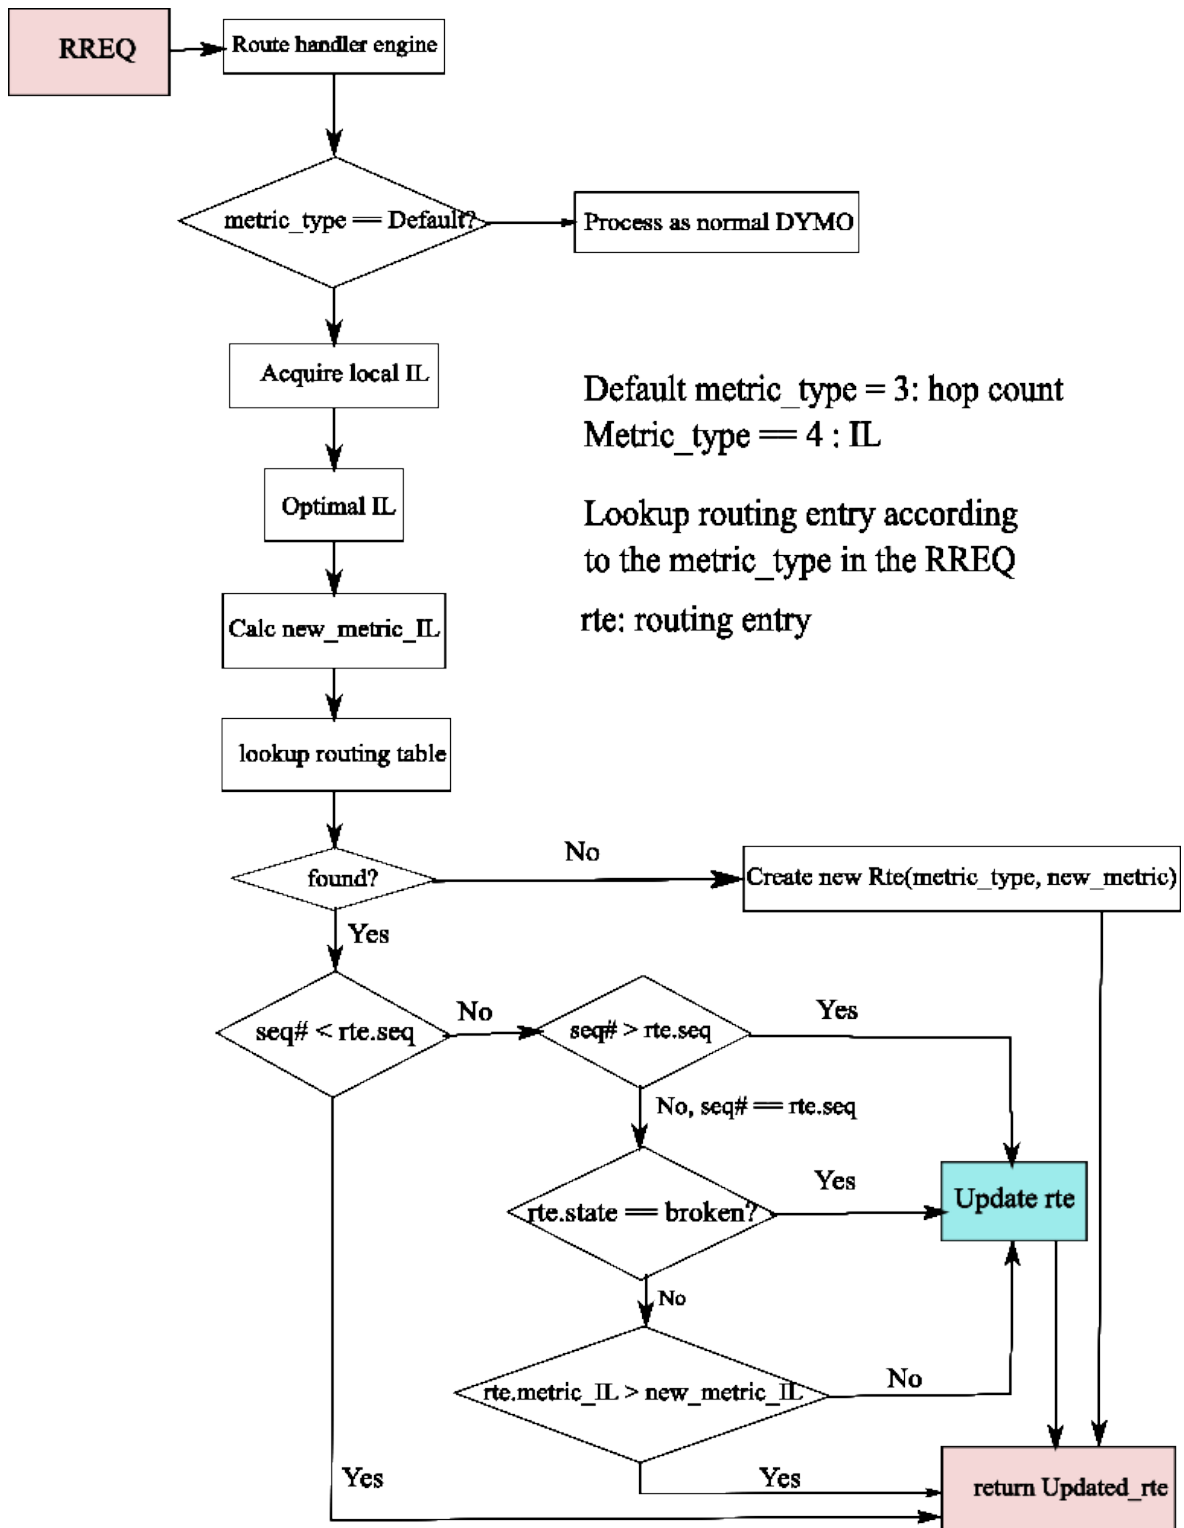 RREQ
Route handler engine
metric_type == Default?
Process as normal DYMO
Acquire local IL
Default metric_type = 3: hop count
Metric_type == 4 : IL
Optimal IL
Lookup routing entry according
to the metric_type in the RREQ
rte: routing entry
Calc new_metric_IL
lookup routing table
found?
No
Create new Rte(metric_type, new_metric)
Yes
seq# < rte.seq
No
seq# > rte.seq
Yes
No, seq# == rte.seq
rte.state == broken?
Yes
Update rte
No
rte.metric_IL > new_metric_IL
No
Yes
Yes
return Updated_rte